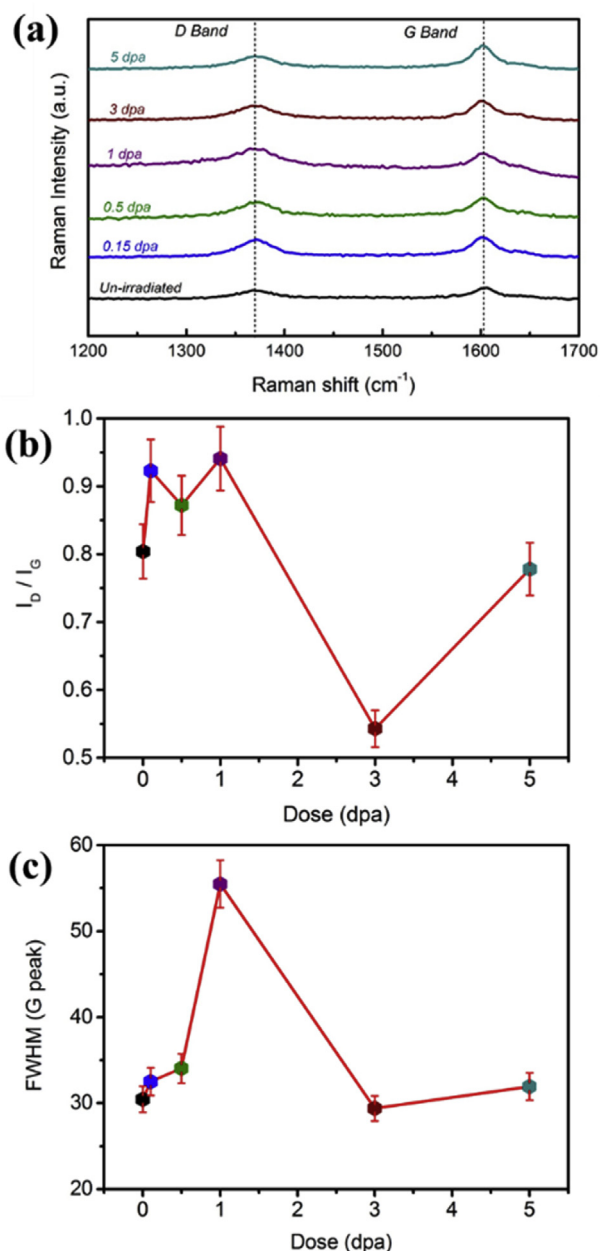 (a)
D Band G Band
5 dpa
3 dpa
1 dpa
0.5 dpa
0.15 dpa
Un-irradiated
Raman Intensity (a.u.)
1200 1300 1400 1500 1600 1700
Raman shift (cm⁻¹)
(b)
1.0
0.9
0.8
0.7
0.6
0.5
I_D / I_G
0 1 2 3 4 5
Dose (dpa)
(c)
60
50
40
30
20
FWHM (G peak)
0 1 2 3 4 5
Dose (dpa)